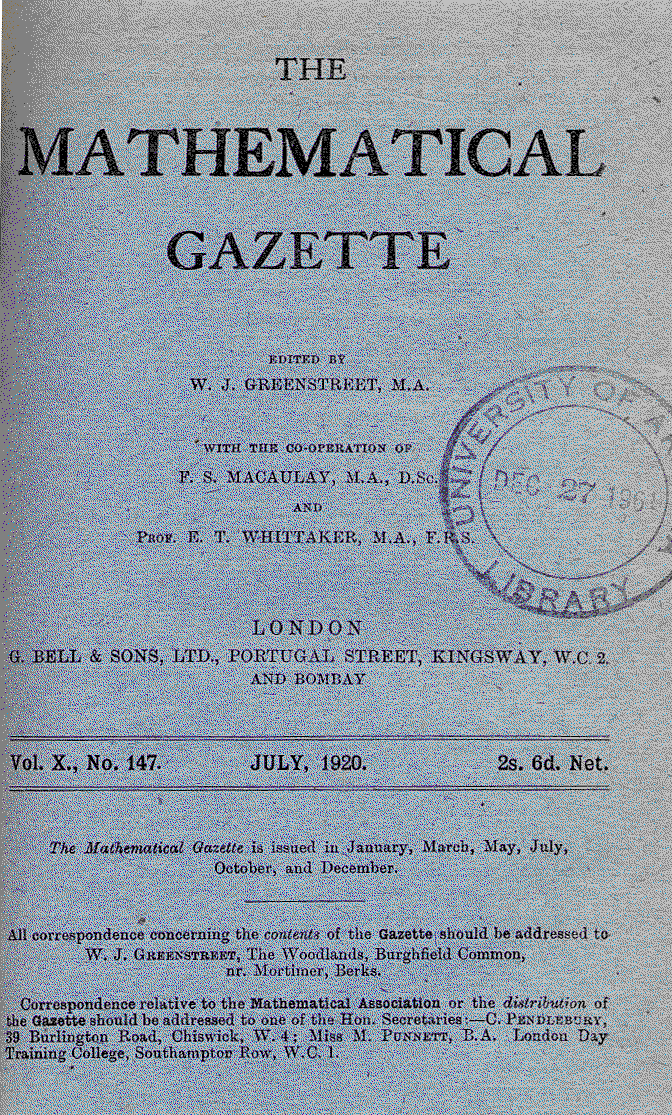 THE
MATHEMATICAL
GAZETTE
EDITED BY
W. J. GREENSTREET, M.A.
WITH THE CO-OPERATION OF
F. S. MACAULAY, M.A., D.Sc.
AND
PROF. E. T. WHITTAKER, M.A., F.R.S.
UNIVERSITY OF
DEC 27
LIBRARY
LONDON
G. BELL & SONS, LTD., PORTUGAL STREET, KINGSWAY, W.C. 2.
AND BOMBAY
Vol. X., No. 147. JULY, 1920. 2s. 6d. Net.
The Mathematical Gazette is issued in January, March, May, July,
October, and December.
All correspondence concerning the contents of the Gazette should be addressed to
W. J. GREENSTREET, The Woodlands, Burghfield Common,
nr. Mortimer, Berks.
Correspondence relative to the Mathematical Association or the distribution of
the Gazette should be addressed to one of the Hon. Secretaries:—C. PENDLEBURY,
39 Burlington Road, Chiswick, W. 4; Miss M. PUNNETT, B.A. London Day
Training College, Southampton Row, W.C. 1.